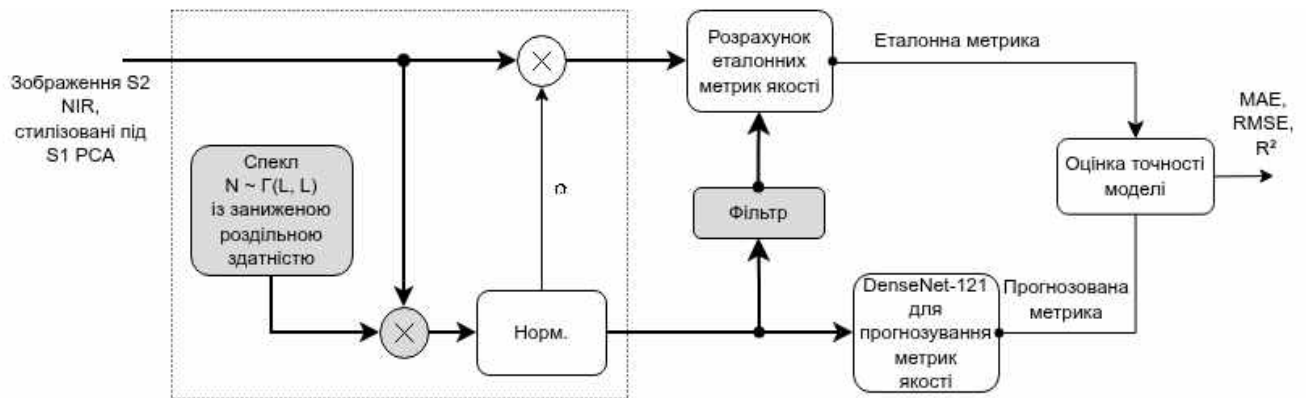 Зображення S2
NIR,
стилізовані під
S1 PCA
Спекл
N ~ Γ(L, L)
із заниженою
роздільною
здатністю
n
Норм.
Розрахунок
еталонних
метрик якості
Фільтр
DenseNet-121
для
прогнозування
метрик
якості
Еталонна метрика
Прогнозована
метрика
Оцінка точності
моделі
MAE,
RMSE,
R²